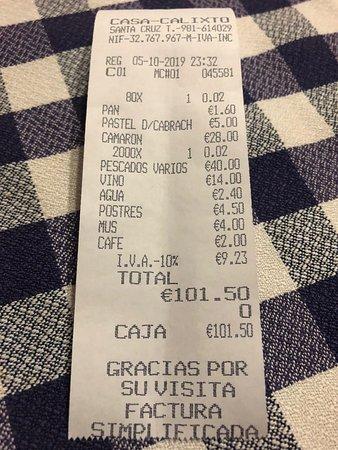 CASA-CALIXTO
SANTA CRUZ T.-981-614029
NIF-32.767.967-M-IVA-INC
REG 05-10-2019 23:32
C01 MC#01 045581
80X 1 0.02
PAN €1.60
PASTEL D/CABRACH €5.00
CAMARON €28.00
2000X 1 0.02
PESCADOS VARIOS €40.00
VINO €14.00
AGUA €2.40
POSTRES €4.50
MUS €4.00
CAFE €2.00
I.V.A.-10% €9.23
TOTAL
€101.50
0
CAJA €101.50
GRACIAS POR
SU VISITA
FACTURA
SIMPLIFICADA